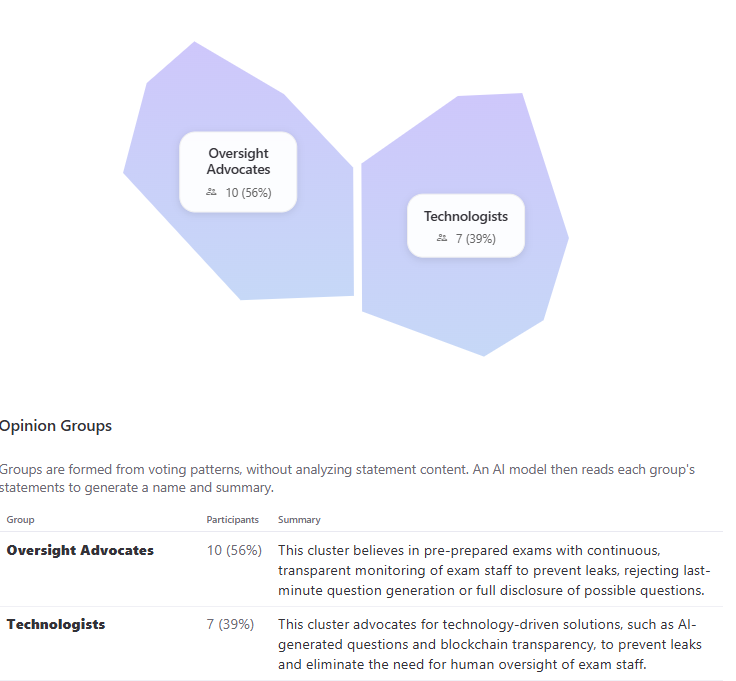 Oversight
Advocates
10 (56%)
Technologists
7 (39%)
Opinion Groups
Groups are formed from voting patterns, without analyzing statement content. An AI model then reads each group's
statements to generate a name and summary.
Group Participants Summary
Oversight Advocates 10 (56%) This cluster believes in pre-prepared exams with continuous,
transparent monitoring of exam staff to prevent leaks, rejecting last-
minute question generation or full disclosure of possible questions.
Technologists 7 (39%) This cluster advocates for technology-driven solutions, such as AI-
generated questions and blockchain transparency, to prevent leaks
and eliminate the need for human oversight of exam staff.